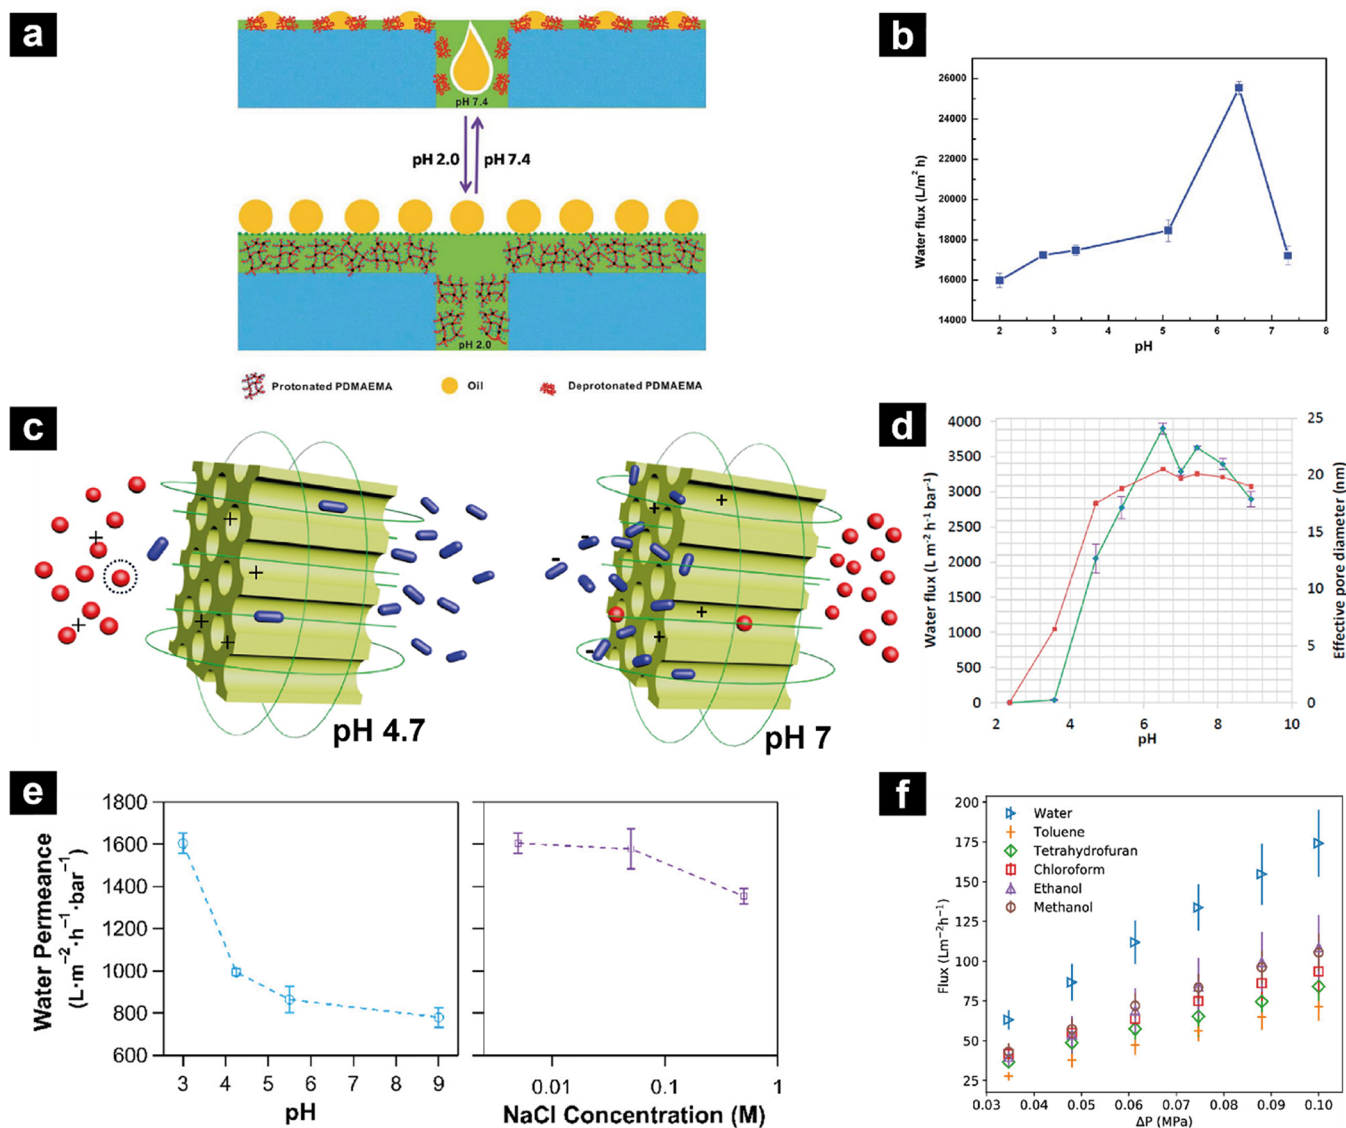 a
pH 7.4
pH 2.0
pH 7.4
pH 2.0
Protonated PDMAEMA
Oil
Deprotonated PDMAEMA
b
26000
24000
22000
20000
18000
16000
14000
Water flux (L/m² h)
2
3
4
5
6
7
8
pH
c
+
+
+
+
+
+
pH 4.7
-
-
-
+
+
+
+
pH 7
d
4000
3500
3000
2500
2000
1500
1000
500
0
Water flux (L m⁻² h⁻¹ bar⁻¹)
25
20
15
10
5
0
Effective pore diameter (nm)
2
4
6
8
10
pH
e
1800
1600
1400
1200
1000
800
600
Water Permeance
(L·m⁻²·h⁻¹·bar⁻¹)
3
4
5
6
7
8
9
pH
0.01
0.1
1
NaCl Concentration (M)
f
200
175
150
125
100
75
50
25
Flux (Lm⁻²h⁻¹)
Water
Toluene
Tetrahydrofuran
Chloroform
Ethanol
Methanol
0.03
0.04
0.05
0.06
0.07
0.08
0.09
0.10
ΔP (MPa)